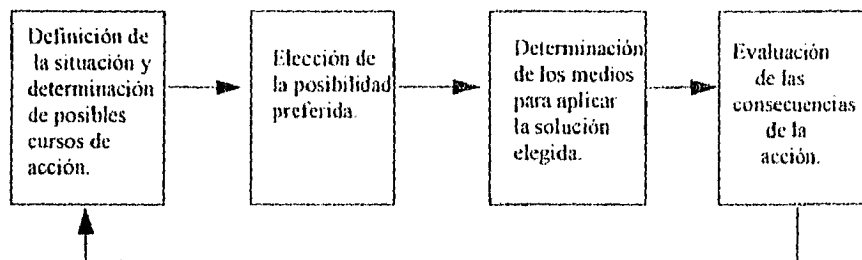 Definición de
la situación y
determinación
de posibles
cursos de
acción.
Elección de
la posibilidad
preferida.
Determinación
de los medios
para aplicar
la solución
elegida.
Evaluación
de las
consecuencias
de la
acción.